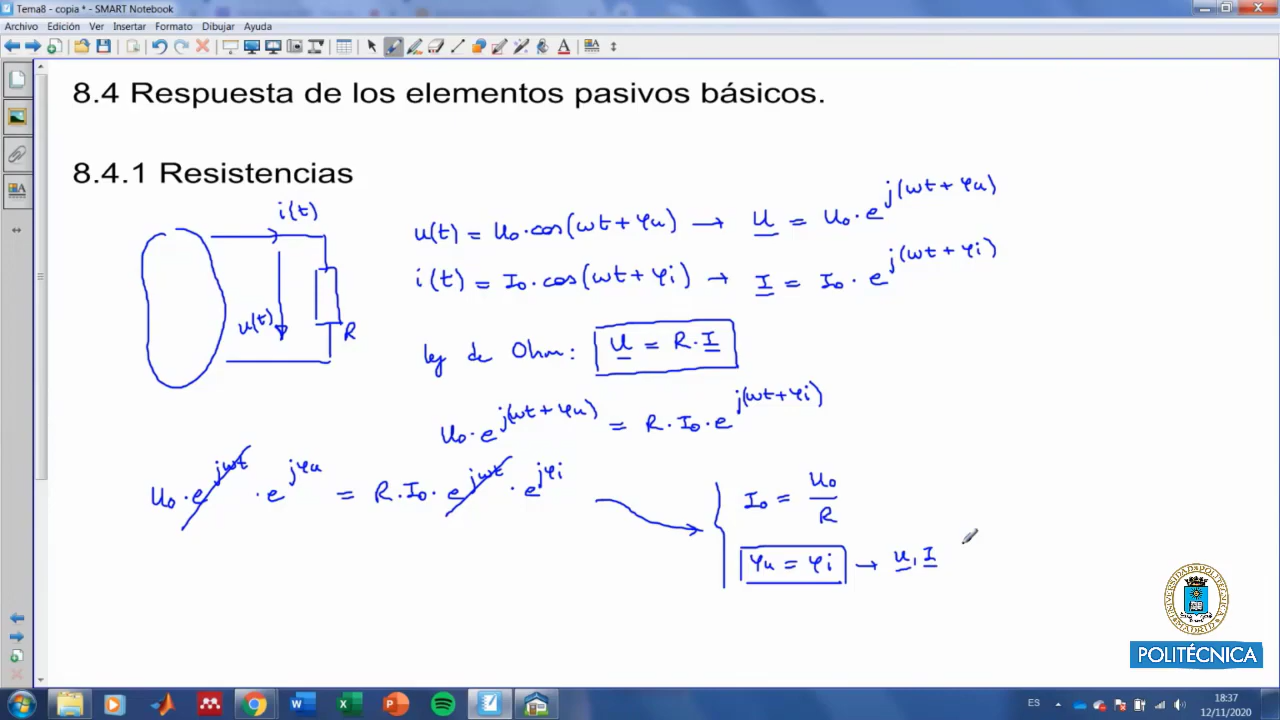 Tema8 - copia * - SMART Notebook
Archivo Edición Ver Insertar Formato Dibujar Ayuda
8.4 Respuesta de los elementos pasivos básicos.
8.4.1 Resistencias
i(t)
u(t)
R
u(t) = U₀·cos(ωt + φu) → U = U₀·e^j(ωt + φu)
i(t) = I₀·cos(ωt + φi) → I = I₀·e^j(ωt + φi)
ley de Ohm: U = R·I
U₀·e^j(ωt + φu) = R·I₀·e^j(ωt+φi)
U₀·e^jωt·e^jφu = R·I₀·e^jωt·e^jφi
I₀ = U₀/R
φu = φi → U, I
POLITÉCNICA
ES
18:37
12/11/2020